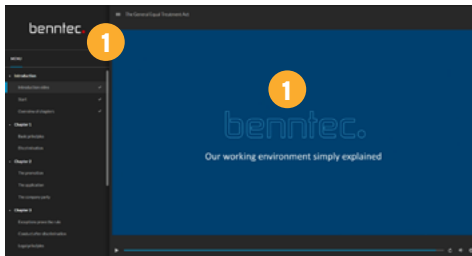 benntec.
1
The General Equal Treatment Act
MENU
Introduction
Introduction video
Start
Overview of chapters
Chapter 1
Basic principles
Discrimination
Chapter 2
The promotion
The application
The company party
Chapter 3
1
benntec.
Our working environment simply explained